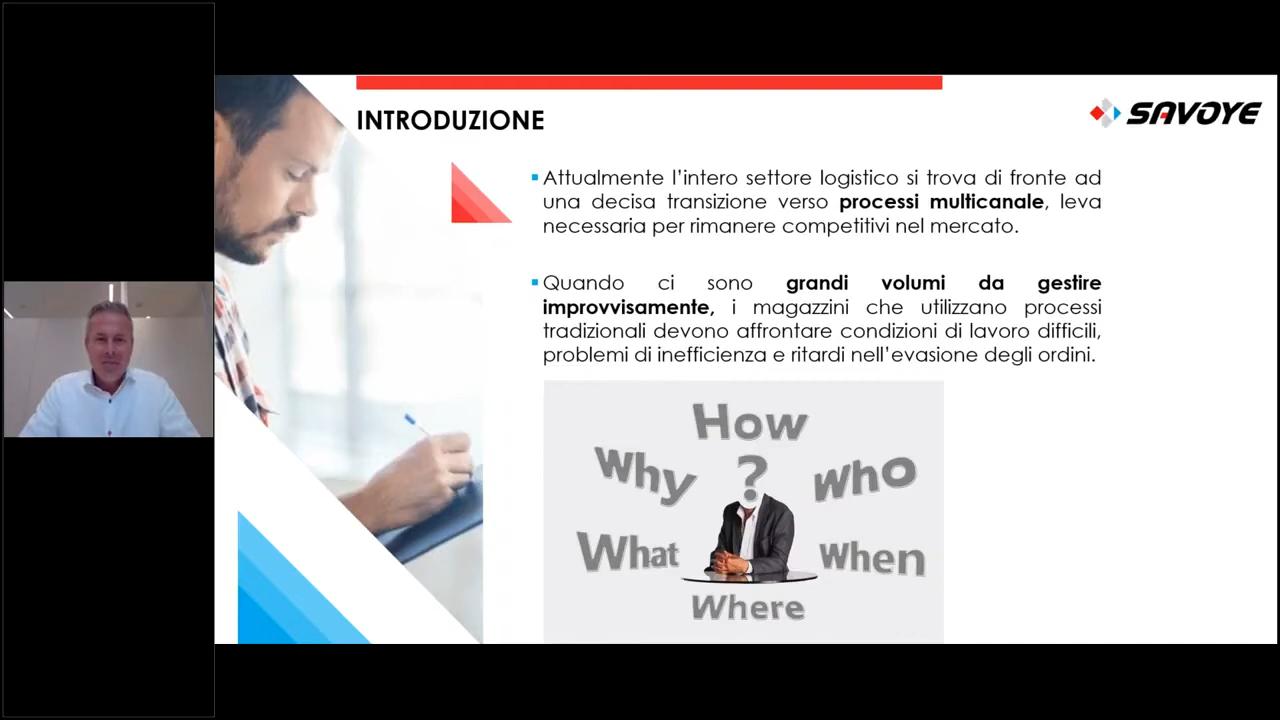 INTRODUZIONE
SAVOYE
▪Attualmente l’intero settore logistico si trova di fronte ad
una decisa transizione verso processi multicanale, leva
necessaria per rimanere competitivi nel mercato.
▪Quando ci sono grandi volumi da gestire
improvvisamente, i magazzini che utilizzano processi
tradizionali devono affrontare condizioni di lavoro difficili,
problemi di inefficienza e ritardi nell’evasione degli ordini.
How
Why
?
Who
What
When
Where